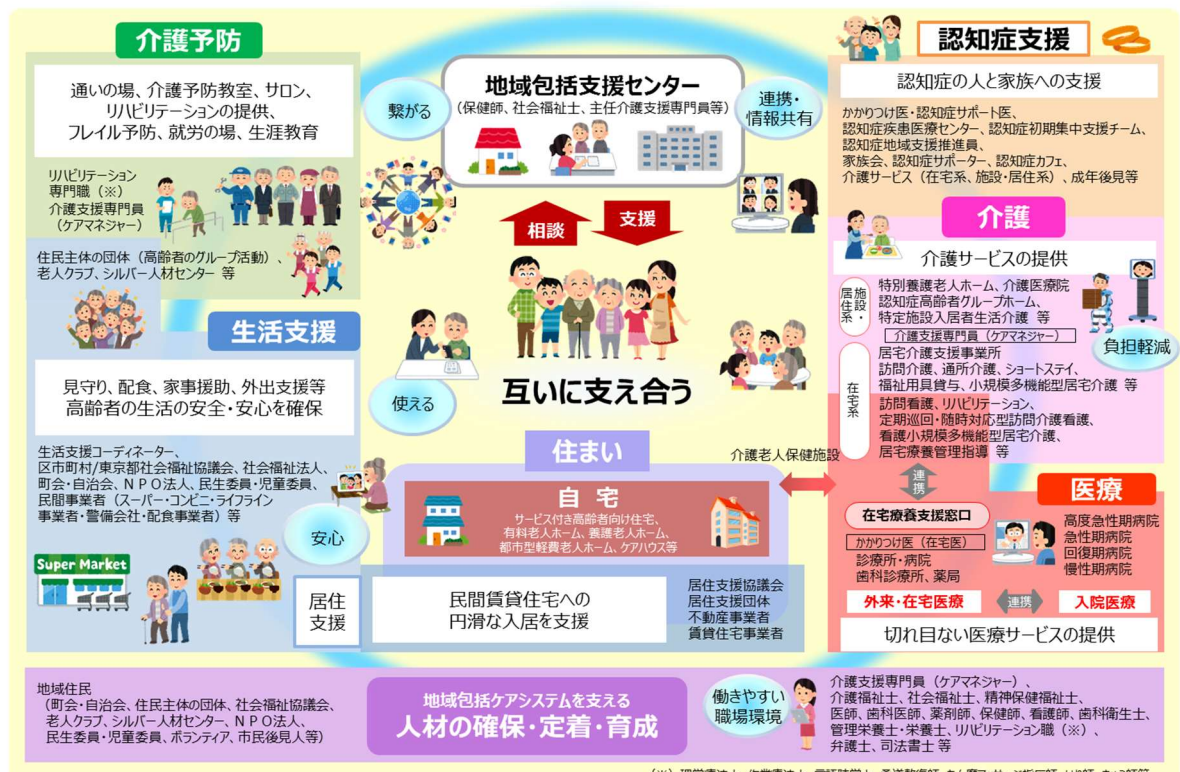 介護予防
通いの場、介護予防教室、サロン、
リハビリテーションの提供、
フレイル予防、就労の場、生涯教育
リハビリテーション
専門職（※）
介護支援専門員
（ケアマネジャー）
住民主体の団体（高齢者のグループ活動）、
老人クラブ、シルバー人材センター 等
繋がる
地域包括支援センター
（保健師、社会福祉士、主任介護支援専門員等）
連携・
情報共有
相談
支援
互いに支え合う
使える
認知症支援
認知症の人と家族への支援
かかりつけ医・認知症サポート医、
認知症疾患医療センター、認知症初期集中支援チーム、
認知症地域支援推進員、
家族会、認知症サポーター、認知症カフェ、
介護サービス（在宅系、施設・居住系）、成年後見等
介護
介護サービスの提供
施設・
居住系
特別養護老人ホーム、介護医療院
認知症高齢者グループホーム、
特定施設入居者生活介護 等
介護支援専門員（ケアマネジャー）
負担軽減
在宅系
居宅介護支援事業所
訪問介護、通所介護、ショートステイ、
福祉用具貸与、小規模多機能型居宅介護 等
訪問看護、リハビリテーション、
定期巡回・随時対応型訪問介護看護、
看護小規模多機能型居宅介護、
居宅療養管理指導 等
生活支援
見守り、配食、家事援助、外出支援等
高齢者の生活の安全・安心を確保
生活支援コーディネーター、
区市町村/東京都社会福祉協議会、社会福祉法人、
町会・自治会、ＮＰＯ法人、民生委員・児童委員、
民間事業者（スーパー・コンビニ・ライフライン
事業者・警備会社・配食事業者）等
安心
Super Market
住まい
自 宅
サービス付き高齢者向け住宅、
有料老人ホーム、養護老人ホーム、
都市型軽費老人ホーム、ケアハウス等
居住
支援
民間賃貸住宅への
円滑な入居を支援
居住支援協議会
居住支援団体
不動産事業者
賃貸住宅事業者
介護老人保健施設
連携
医療
在宅療養支援窓口
かかりつけ医（在宅医）
診療所・病院
歯科診療所、薬局
高度急性期病院
急性期病院
回復期病院
慢性期病院
外来・在宅医療
連携
入院医療
切れ目ない医療サービスの提供
地域住民
（町会・自治会、住民主体の団体、社会福祉協議会、
老人クラブ、シルバー人材センター、ＮＰＯ法人、
民生委員・児童委員、ボランティア、市民後見人等）
地域包括ケアシステムを支える
人材の確保・定着・育成
働きやすい
職場環境
介護支援専門員（ケアマネジャー）、
介護福祉士、社会福祉士、精神保健福祉士、
医師、歯科医師、薬剤師、保健師、看護師、歯科衛生士、
管理栄養士・栄養士、リハビリテーション職（※）、
弁護士、司法書士 等